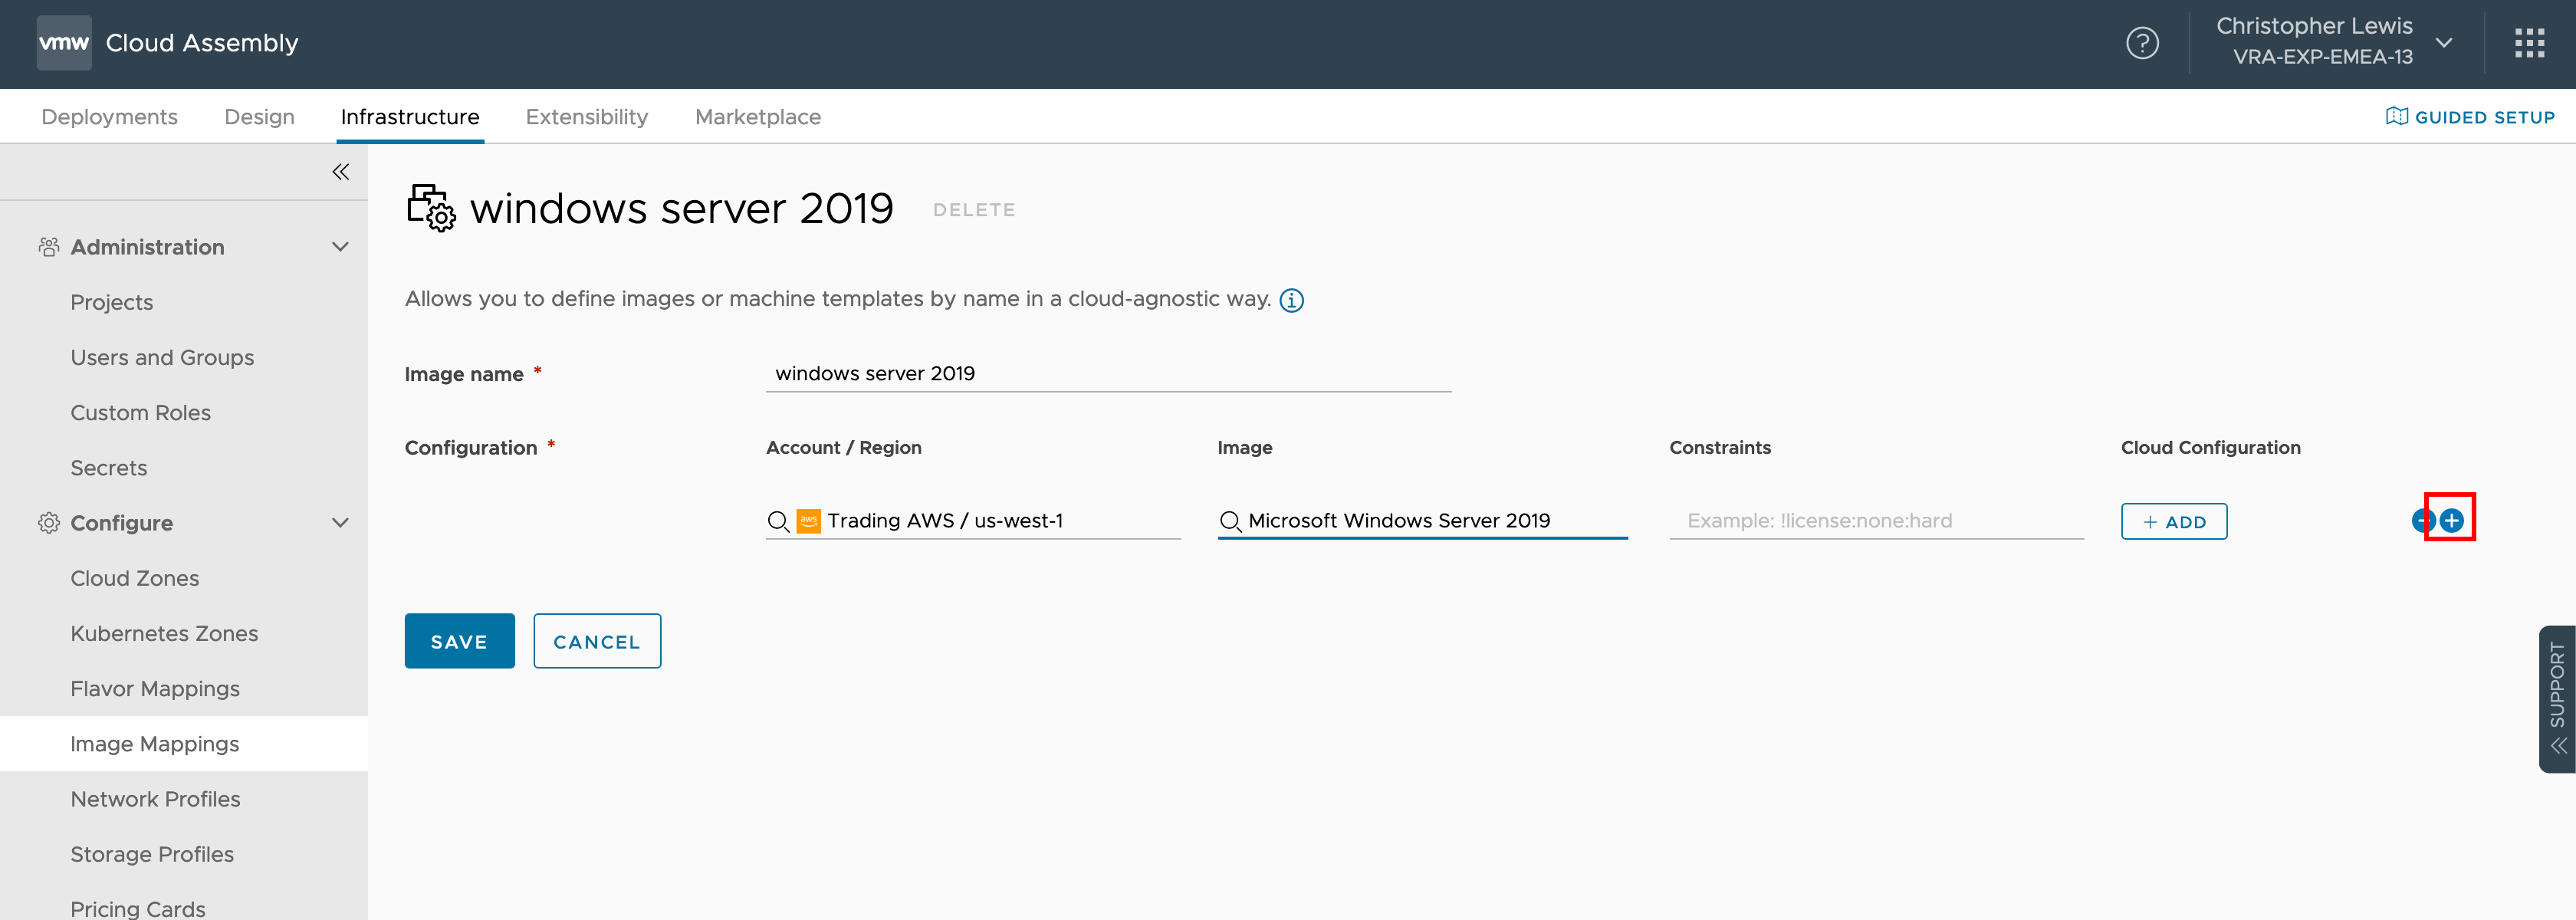 vmw Cloud Assembly
Christopher Lewis
VRA-EXP-EMEA-13
Deployments Design Infrastructure Extensibility Marketplace
GUIDED SETUP
windows server 2019 DELETE
Administration
Projects
Users and Groups
Custom Roles
Secrets
Configure
Cloud Zones
Kubernetes Zones
Flavor Mappings
Image Mappings
Network Profiles
Storage Profiles
Pricing Cards
Allows you to define images or machine templates by name in a cloud-agnostic way.
Image name * windows server 2019
Configuration * Account / Region Image Constraints Cloud Configuration
aws Trading AWS / us-west-1 Microsoft Windows Server 2019 Example: !license:none:hard + ADD
SAVE CANCEL
SUPPORT